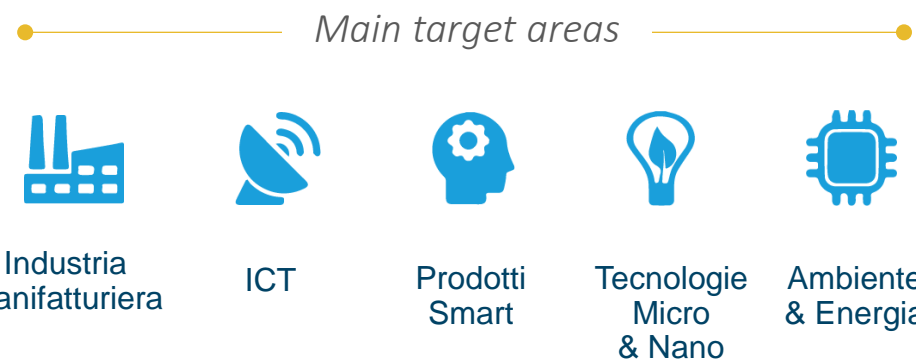 Main target areas
Industria
anifatturiera
ICT
Prodotti
Smart
Tecnologie
Micro
& Nano
Ambiente
& Energia